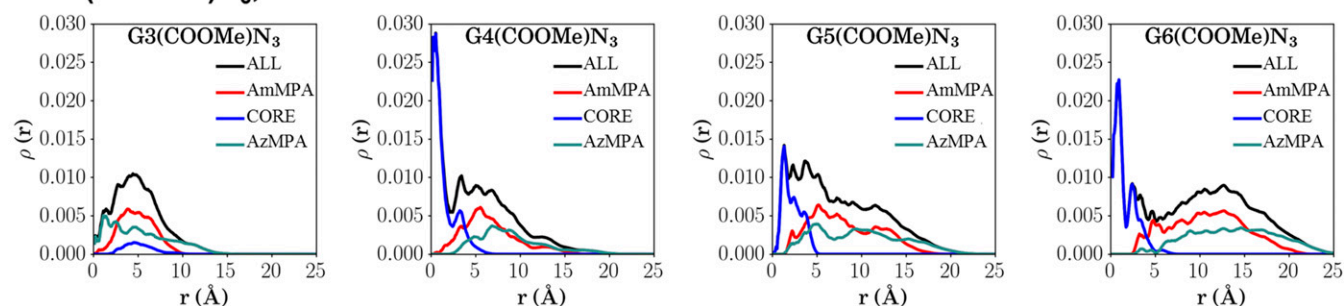 G3(COOMe)N₃
ALL
AmMPA
CORE
AzMPA
0.030
0.025
0.020
0.015
0.010
0.005
0.000
ρ (r)
0 5 10 15 20 25
r (Å)
G4(COOMe)N₃
ALL
AmMPA
CORE
AzMPA
0.030
0.025
0.020
0.015
0.010
0.005
0.000
ρ (r)
0 5 10 15 20 25
r (Å)
G5(COOMe)N₃
ALL
AmMPA
CORE
AzMPA
0.030
0.025
0.020
0.015
0.010
0.005
0.000
ρ (r)
0 5 10 15 20 25
r (Å)
G6(COOMe)N₃
ALL
AmMPA
CORE
AzMPA
0.030
0.025
0.020
0.015
0.010
0.005
0.000
ρ (r)
0 5 10 15 20 25
r (Å)